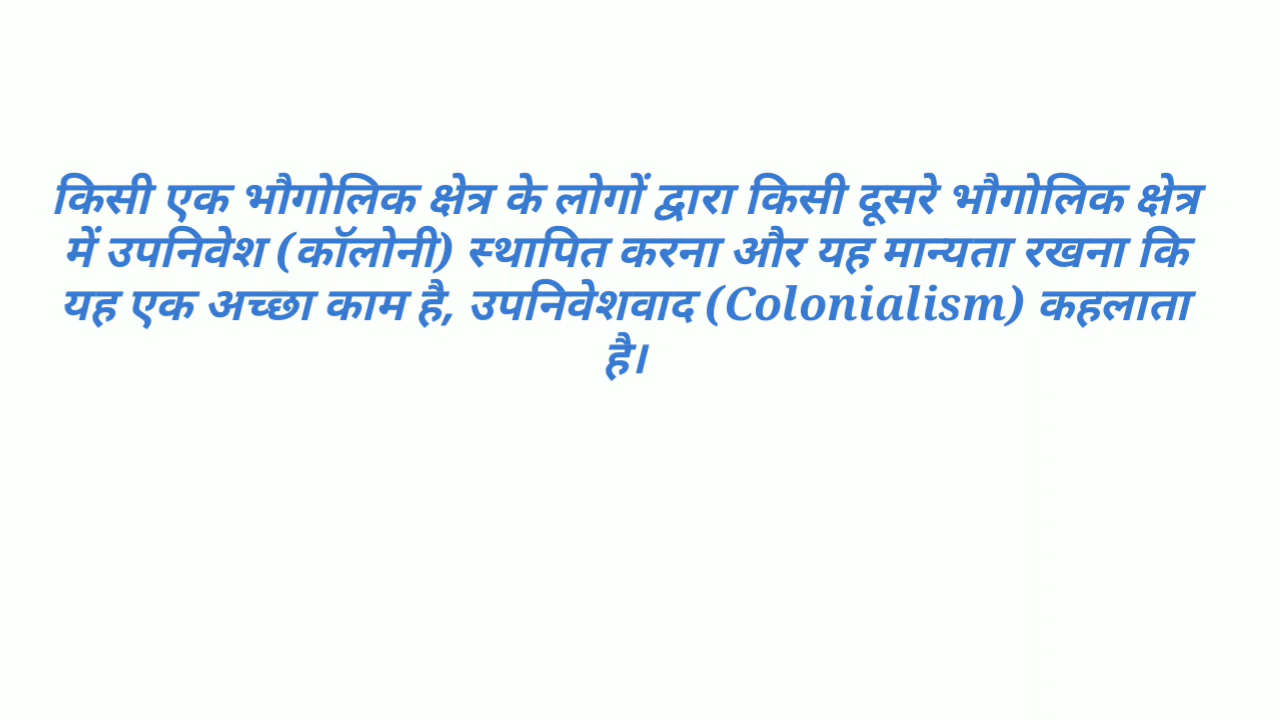 किसी एक भौगोलिक क्षेत्र के लोगों द्वारा किसी दूसरे भौगोलिक क्षेत्र
में उपनिवेश (कॉलोनी) स्थापित करना और यह मान्यता रखना कि
यह एक अच्छा काम है, उपनिवेशवाद (Colonialism) कहलाता
है।